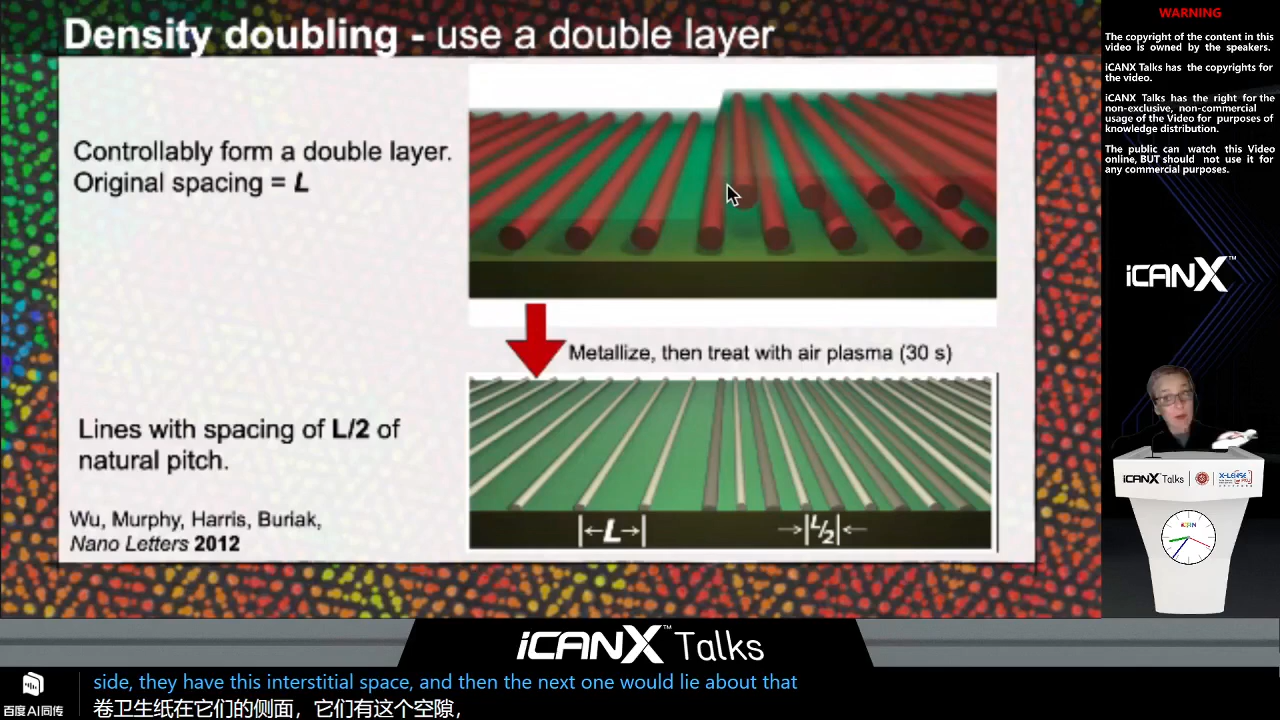 Density doubling - use a double layer
Controllably form a double layer.
Original spacing = L
Metallize, then treat with air plasma (30 s)
Lines with spacing of L/2 of
natural pitch.
Wu, Murphy, Harris, Buriak,
Nano Letters 2012
L
L/2
WARNING
The copyright of the content in this
video is owned by the speakers.
iCANX Talks has the copyrights for
the video.
iCANX Talks has the right for the
non-exclusive, non-commercial
usage of the Video for purposes of
knowledge distribution.
The public can watch this Video
online, BUT should not use it for
any commercial purposes.
iCANX™
iCANX Talks
iCANX™ Talks
side, they have this interstitial space, and then the next one would lie about that
卷卫生纸在它们的侧面，它们有这个空隙，
百度AI同传